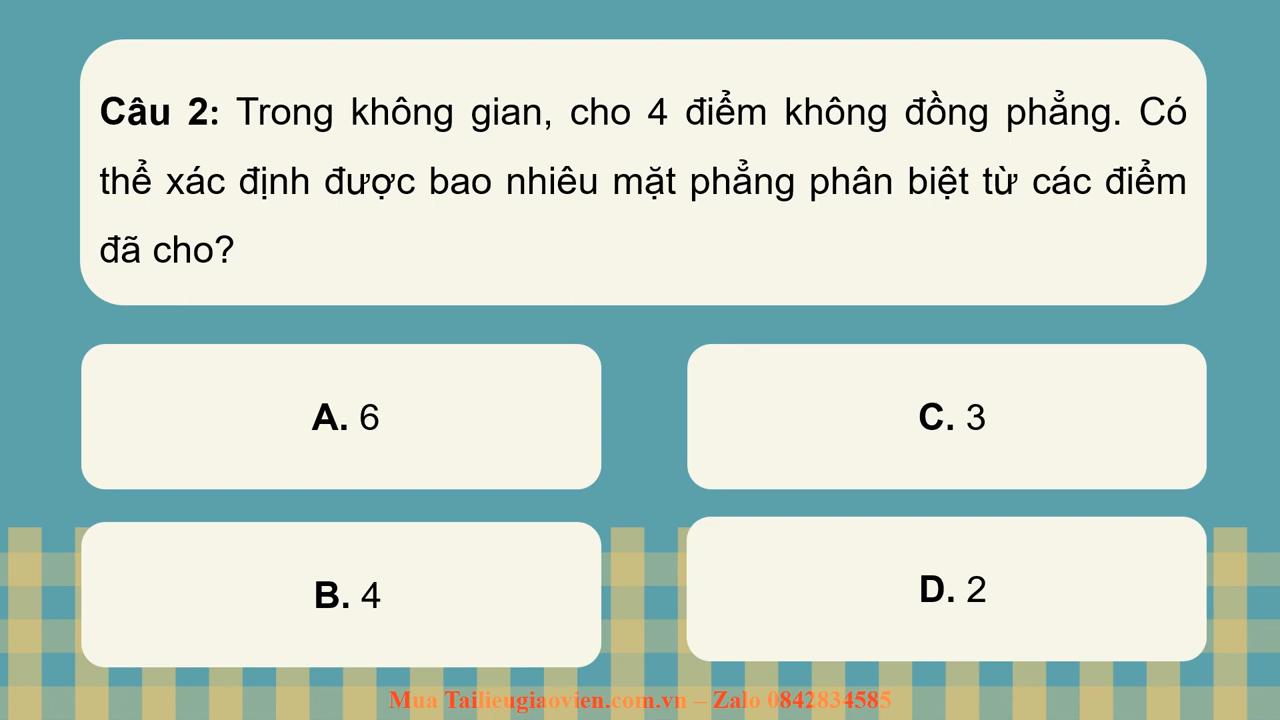 Câu 2: Trong không gian, cho 4 điểm không đồng phẳng. Có
thể xác định được bao nhiêu mặt phẳng phân biệt từ các điểm
đã cho?
A. 6
C. 3
B. 4
D. 2
Mua Tailieugiaovien.com.vn – Zalo 0842834585